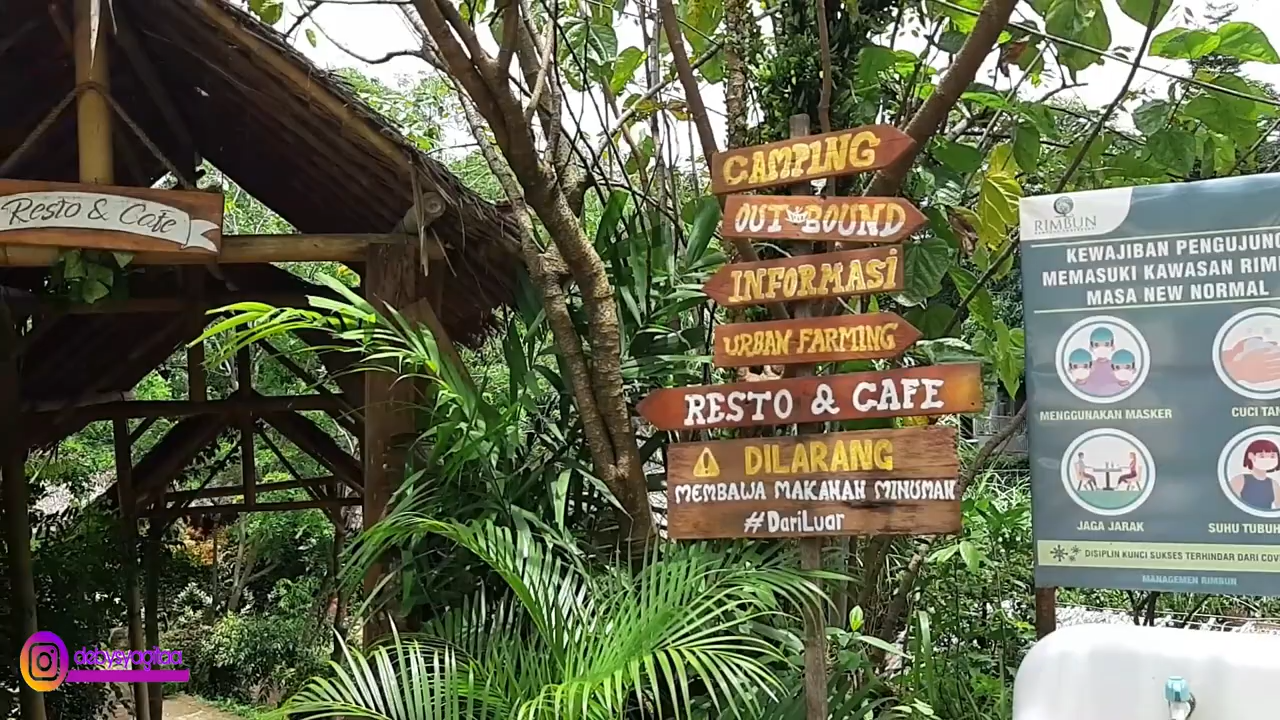 Resto & Cafe
CAMPING
OUT BOUND
INFORMASI
URBAN FARMING
RESTO & CAFE
DILARANG
MEMBAWA MAKANAN MINUMAN
#DariLuar
RIMBUN
KEWAJIBAN PENGUJUNG
MEMASUKI KAWASAN RIMB
MASA NEW NORMAL
MENGGUNAKAN MASKER
CUCI TAN
JAGA JARAK
SUHU TUBUH
DISIPLIN KUNCI SUKSES TERHINDAR DARI COV
MANAGEMEN RIMBUN